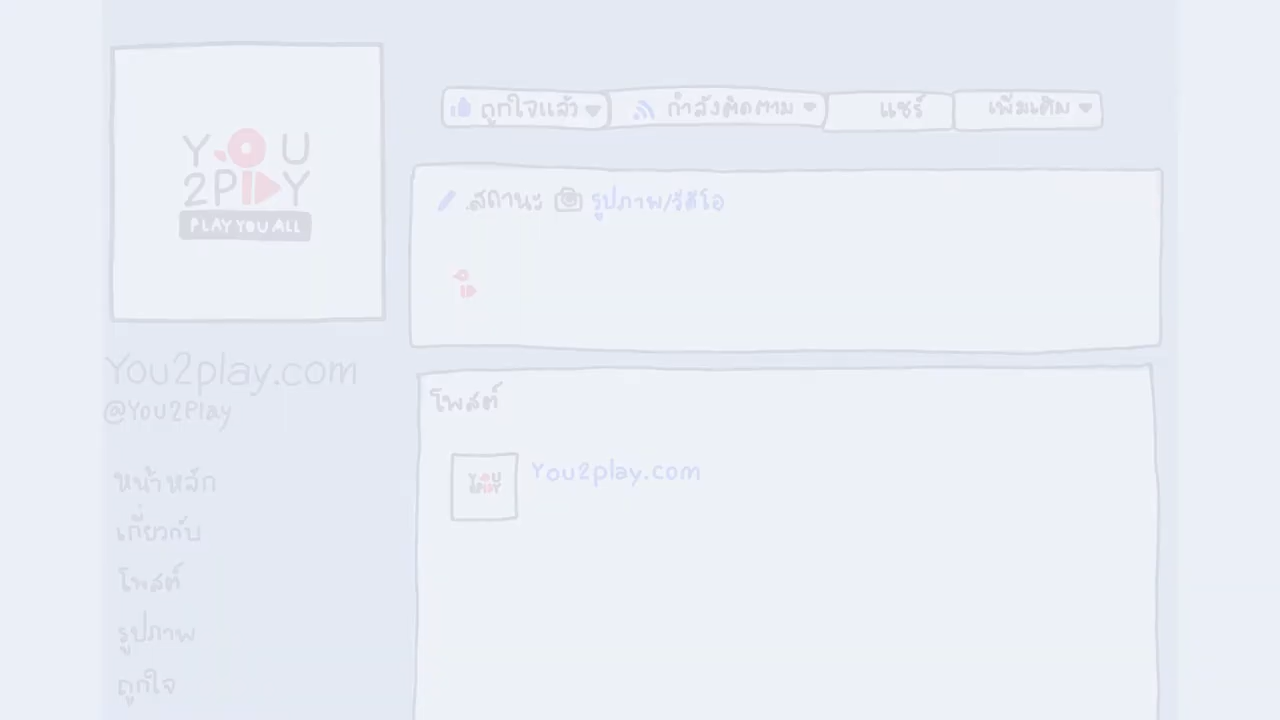 YOU
2PLAY
PLAY YOU ALL
ถูกใจแล้ว กำลังติดตาม แชร์ เพิ่มเติม
.สถานะ รูปภาพ/วีดีโอ
You2play.com
@You2Play
หน้าหลัก
เกี่ยวกับ
โพสต์
รูปภาพ
ถูกใจ
โพสต์
YOU
2PLAY
You2play.com